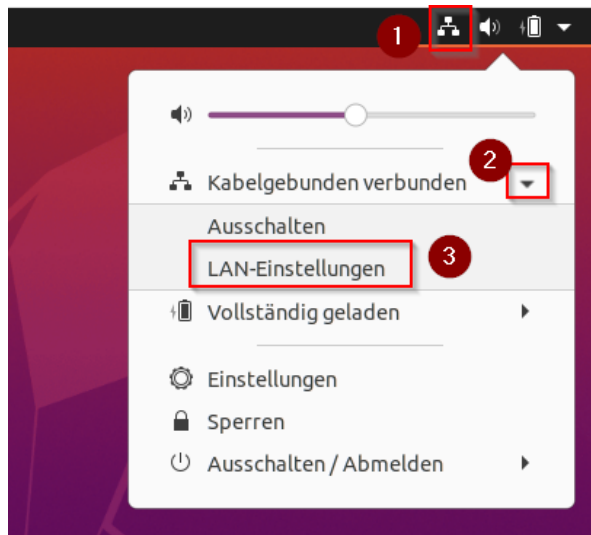 1
2
Kabelgebunden verbunden
Ausschalten
LAN-Einstellungen
3
Vollständig geladen
Einstellungen
Sperren
Ausschalten / Abmelden